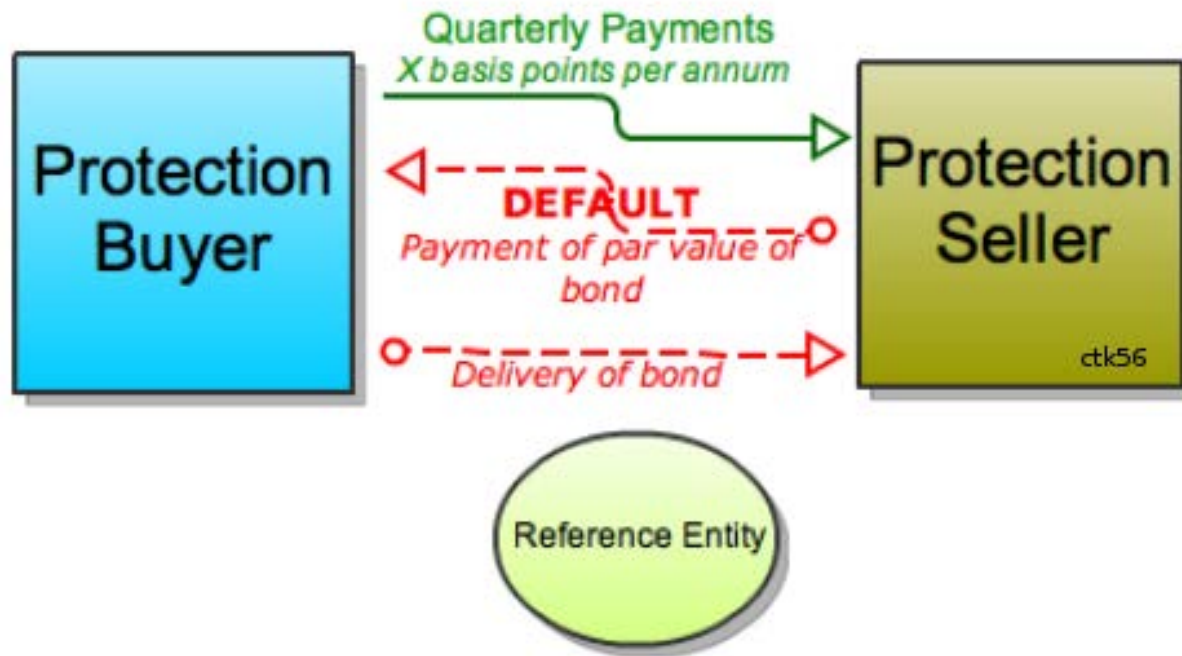 Quarterly Payments
X basis points per annum
Protection
Buyer
DEFAULT
Payment of par value of
bond
Delivery of bond
Protection
Seller
ctk56
Reference Entity